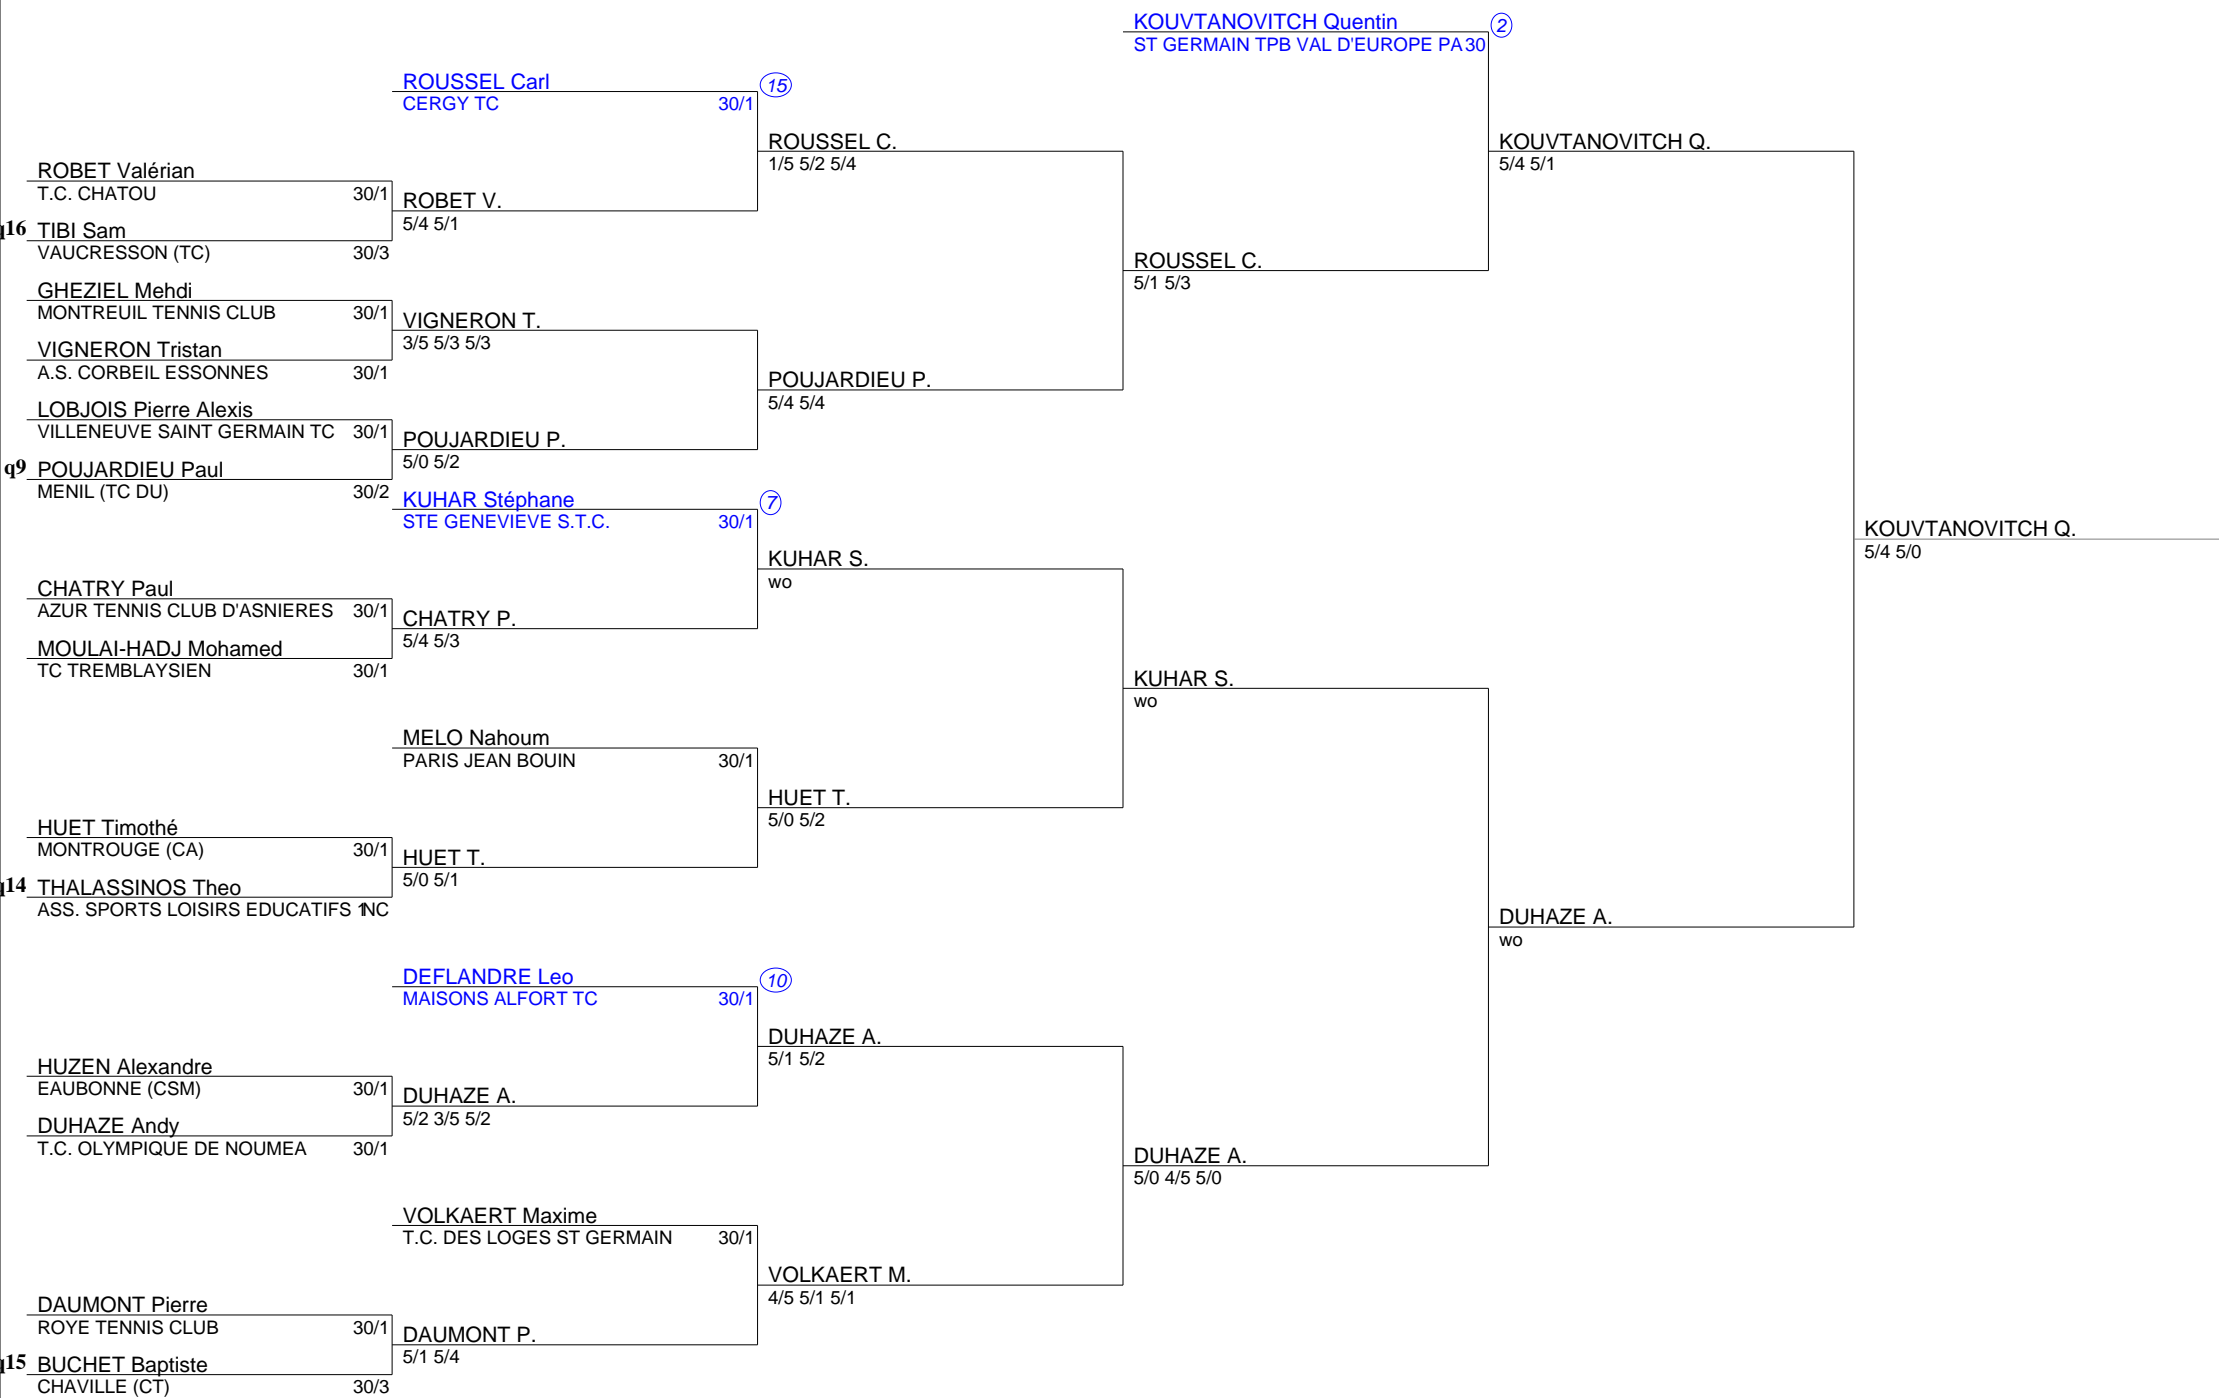 KOUVTANOVITCH Quentin 2
ST GERMAIN TPB VAL D'EUROPE PA 30
ROUSSEL Carl 15
CERGY TC 30/1
ROUSSEL C.
1/5 5/2 5/4
KOUVTANOVITCH Q.
5/4 5/1
ROBET Valérian
T.C. CHATOU 30/1
ROBET V.
5/4 5/1
q16 TIBI Sam
VAUCRESSON (TC) 30/3
ROUSSEL C.
5/1 5/3
GHEZIEL Mehdi
MONTREUIL TENNIS CLUB 30/1
VIGNERON T.
3/5 5/3 5/3
VIGNERON Tristan
A.S. CORBEIL ESSONNES 30/1
POUJARDIEU P.
5/4 5/4
LOBJOIS Pierre Alexis
VILLENEUVE SAINT GERMAIN TC 30/1
POUJARDIEU P.
5/0 5/2
q9 POUJARDIEU Paul
MENIL (TC DU) 30/2
KUHAR Stéphane 7
STE GENEVIEVE S.T.C. 30/1
KOUVTANOVITCH Q.
5/4 5/0
KUHAR S.
wo
CHATRY Paul
AZUR TENNIS CLUB D'ASNIERES 30/1
CHATRY P.
5/4 5/3
MOULAI-HADJ Mohamed
TC TREMBLAYSIEN 30/1
KUHAR S.
wo
MELO Nahoum
PARIS JEAN BOUIN 30/1
HUET T.
5/0 5/2
HUET Timothé
MONTROUGE (CA) 30/1
HUET T.
5/0 5/1
q14 THALASSINOS Theo
ASS. SPORTS LOISIRS EDUCATIFS 1NC
DUHAZE A.
wo
DEFLANDRE Leo 10
MAISONS ALFORT TC 30/1
DUHAZE A.
5/1 5/2
HUZEN Alexandre
EAUBONNE (CSM) 30/1
DUHAZE A.
5/2 3/5 5/2
DUHAZE Andy
T.C. OLYMPIQUE DE NOUMEA 30/1
DUHAZE A.
5/0 4/5 5/0
VOLKAERT Maxime
T.C. DES LOGES ST GERMAIN 30/1
VOLKAERT M.
4/5 5/1 5/1
DAUMONT Pierre
ROYE TENNIS CLUB 30/1
DAUMONT P.
5/1 5/4
q15 BUCHET Baptiste
CHAVILLE (CT) 30/3